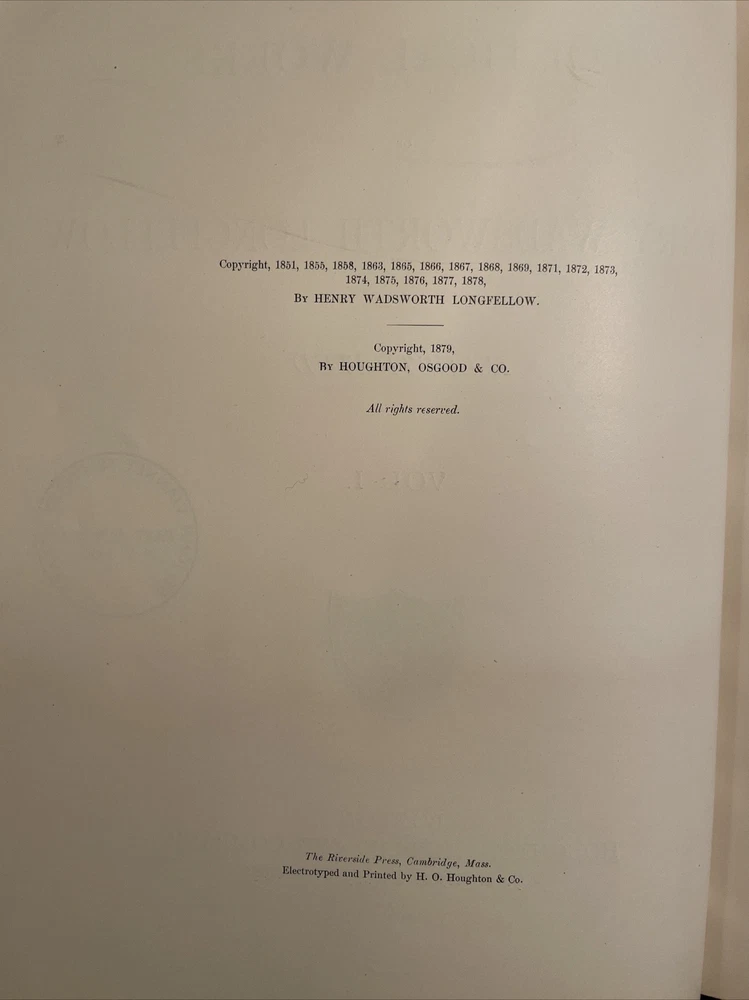 Copyright, 1851, 1855, 1858, 1863, 1865, 1866, 1867, 1868, 1869, 1871, 1872, 1873,
1874, 1875, 1876, 1877, 1878,
By HENRY WADSWORTH LONGFELLOW.
Copyright, 1879,
By HOUGHTON, OSGOOD & CO.
All rights reserved.
The Riverside Press, Cambridge, Mass.
Electrotyped and Printed by H. O. Houghton & Co.